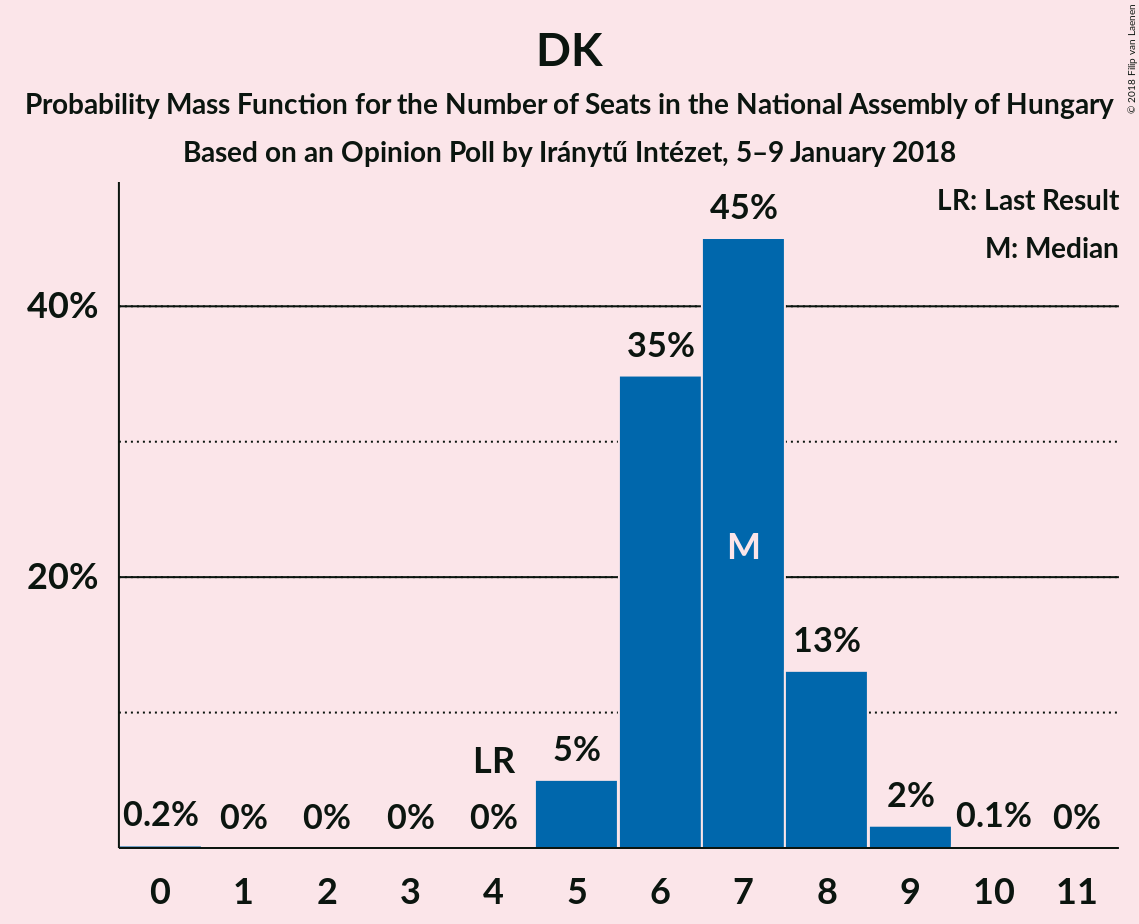 DK
Probability Mass Function for the Number of Seats in the National Assembly of Hungary
Based on an Opinion Poll by Iránytű Intézet, 5–9 January 2018
© 2018 Filip van Laenen
LR: Last Result
M: Median
45%
40%
35%
M
20%
13%
LR
5%
0.2% 0% 0% 0% 0% 2% 0.1% 0%
0 1 2 3 4 5 6 7 8 9 10 11